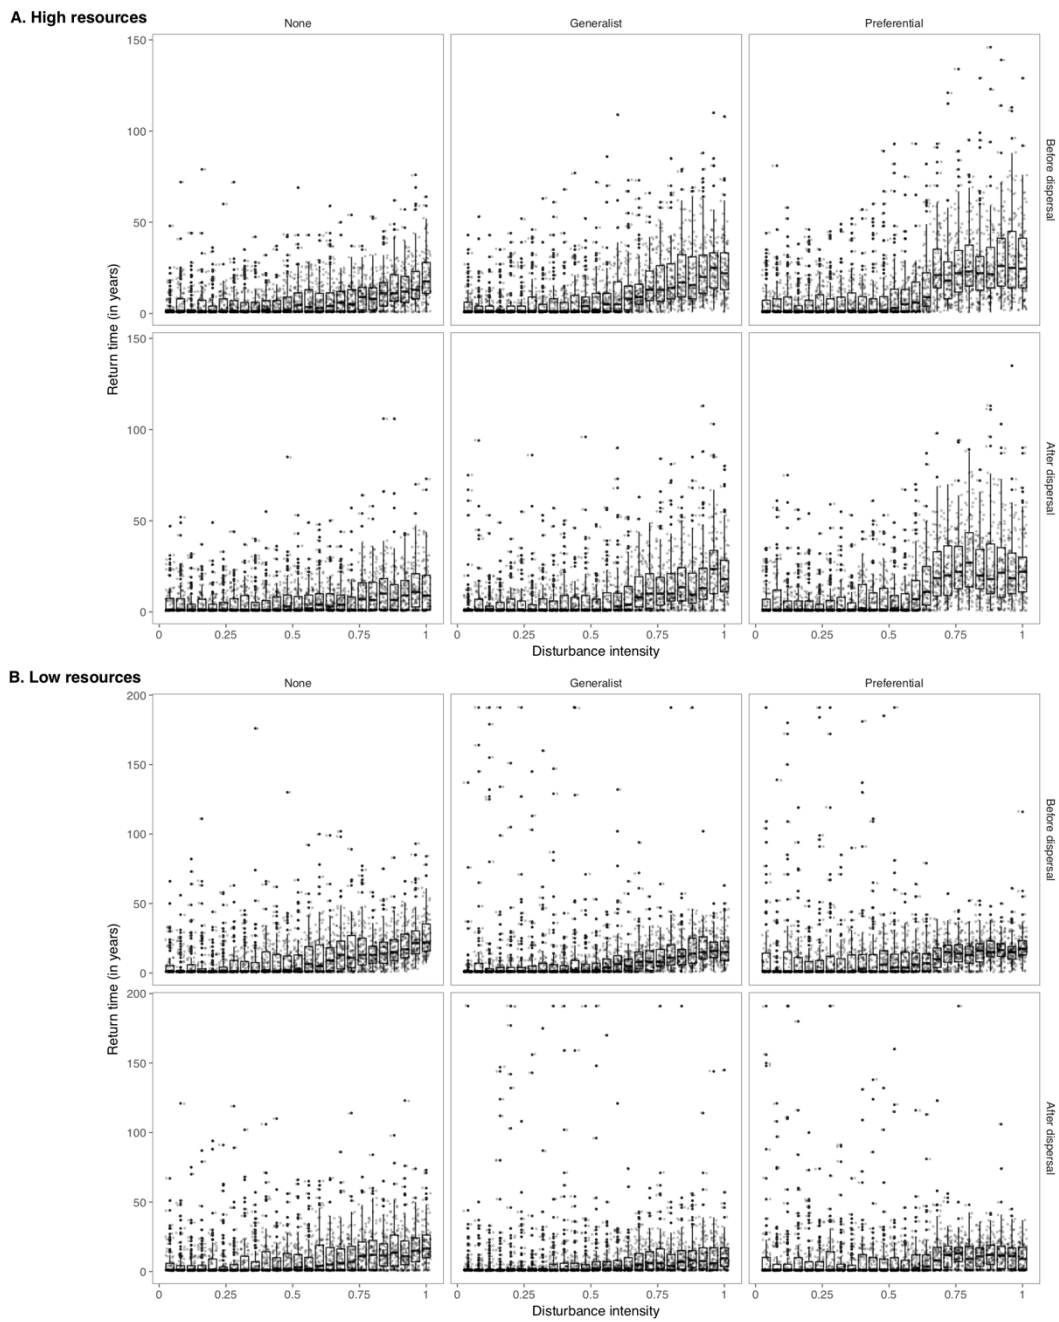 A. High resources
None Generalist Preferential
150
100
50
0
Before dispersal
Return time (in years)
150
100
50
0
After dispersal
0 0.25 0.5 0.75 1 0 0.25 0.5 0.75 1 0 0.25 0.5 0.75 1
Disturbance intensity
B. Low resources
None Generalist Preferential
200
150
100
50
0
Before dispersal
Return time (in years)
200
150
100
50
0
After dispersal
0 0.25 0.5 0.75 1 0 0.25 0.5 0.75 1 0 0.25 0.5 0.75 1
Disturbance intensity